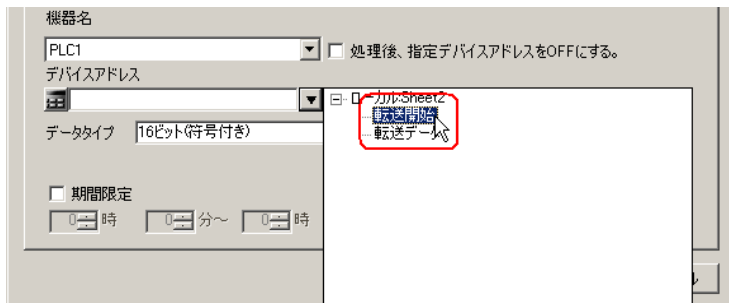 機器名
PLC1
処理後、指定デバイスアドレスをOFFにする。
デバイスアドレス
ローカル:Sheet2
転送開始
転送データ
データタイプ 16ビット(符号付き)
期間限定
0 時 0 分～ 0 時
ル